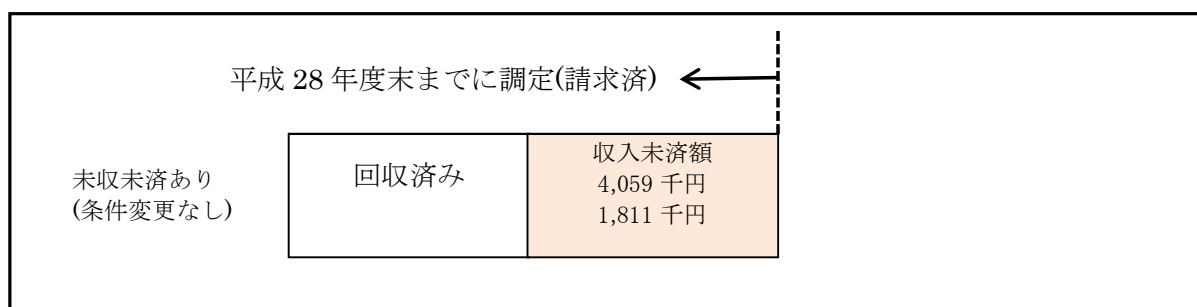 平成 28 年度末までに調定(請求済)
未収未済あり
(条件変更なし)
回収済み
収入未済額
4,059 千円
1,811 千円